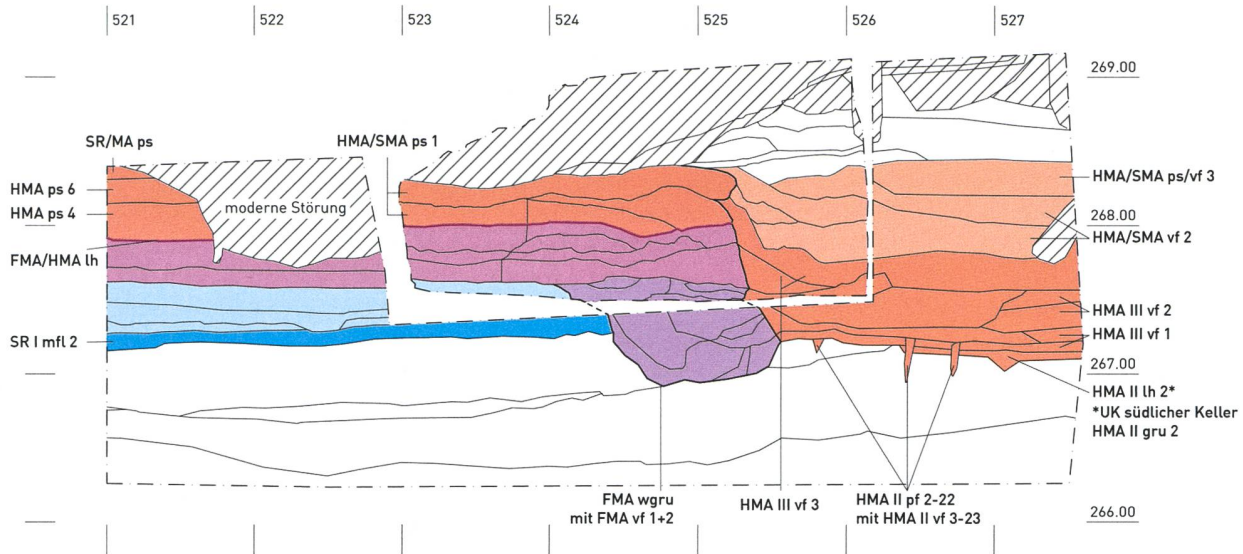 521 522 523 524 525 526 527
269.00
SR/MA ps
HMA/SMA ps 1
HMA ps 6
HMA/SMA ps/vf 3
HMA ps 4
moderne Störung
268.00
HMA/SMA vf 2
FMA/HMA lh
HMA III vf 2
HMA III vf 1
SR I mfl 2
267.00
HMA II lh 2*
*UK südlicher Keller
HMA II gru 2
FMA wgru
mit FMA vf 1+2
HMA III vf 3
HMA II pf 2-22
mit HMA II vf 3-23
266.00